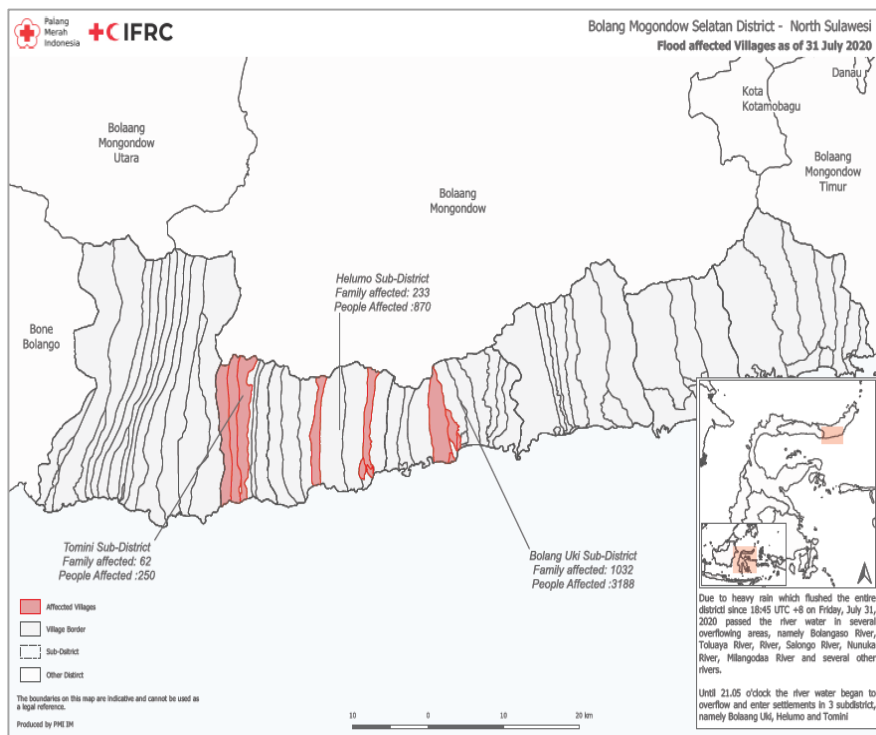 Palang
Merah
Indonesia
IFRC
Bolang Mogondow Selatan District - North Sulawesi
Flood affected Villages as of 31 July 2020
Danau
Kota
Kotamobagu
Bolaang
Mongondow
Utara
Bolaang
Mongondow
Timur
Bolaang
Mongondow
Helumo Sub-District
Family affected: 233
People Affected :870
Bone
Bolango
Tomini Sub-District
Family affected: 62
People Affected :250
Bolang Uki Sub-District
Family affected: 1032
People Affected :3188
Affeccted Villages
Village Border
Sub-Dsitrict
Other Distirct
The boundaries on this map are indicative and cannot be used as
a legal reference.
Produced by PMI IM
10 0 10 20 km
Due to heavy rain which flushed the entire
districtl since 18:45 UTC +8 on Friday, July 31,
2020 passed the river water in several
overflowing areas, namely Bolangaso River,
Toluaya River, River, Salongo River, Nunuka
River, Milangodaa River and several other
rivers.
Until 21.05 o'clock the river water began to
overflow and enter settlements in 3 subdistrict,
namely Bolaang Uki, Helumo and Tomini